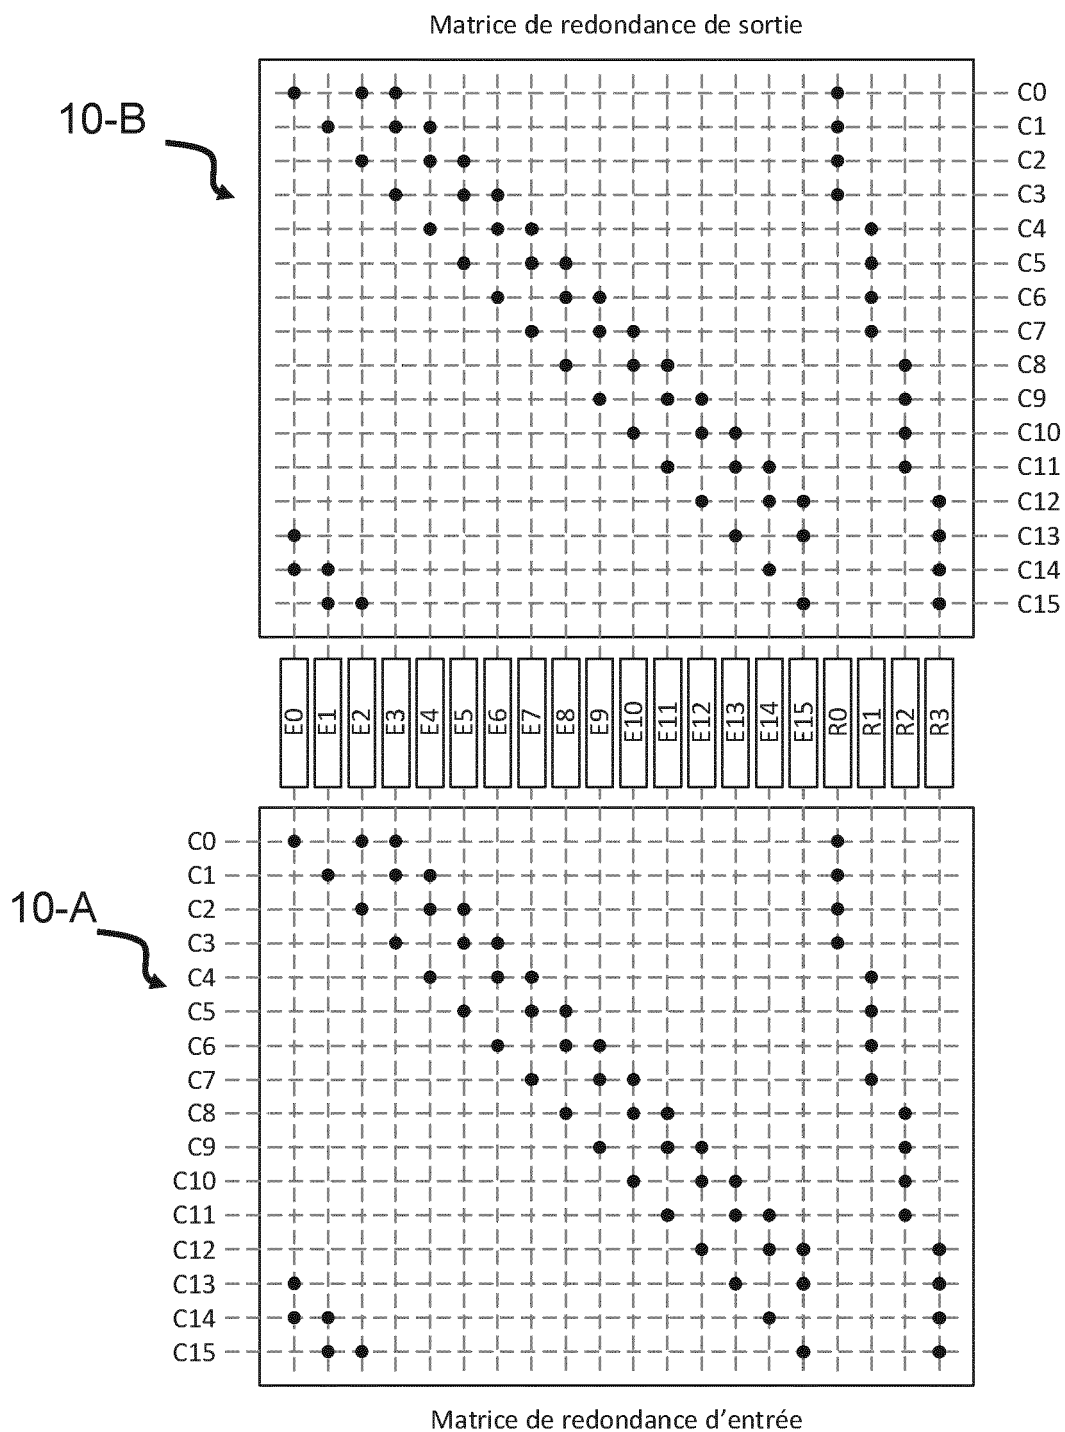 Matrice de redondance de sortie
10-B
C0
C1
C2
C3
C4
C5
C6
C7
C8
C9
C10
C11
C12
C13
C14
C15
E0 E1 E2 E3 E4 E5 E6 E7 E8 E9 E10 E11 E12 E13 E14 E15 R0 R1 R2 R3
10-A
C0
C1
C2
C3
C4
C5
C6
C7
C8
C9
C10
C11
C12
C13
C14
C15
Matrice de redondance d'entrée